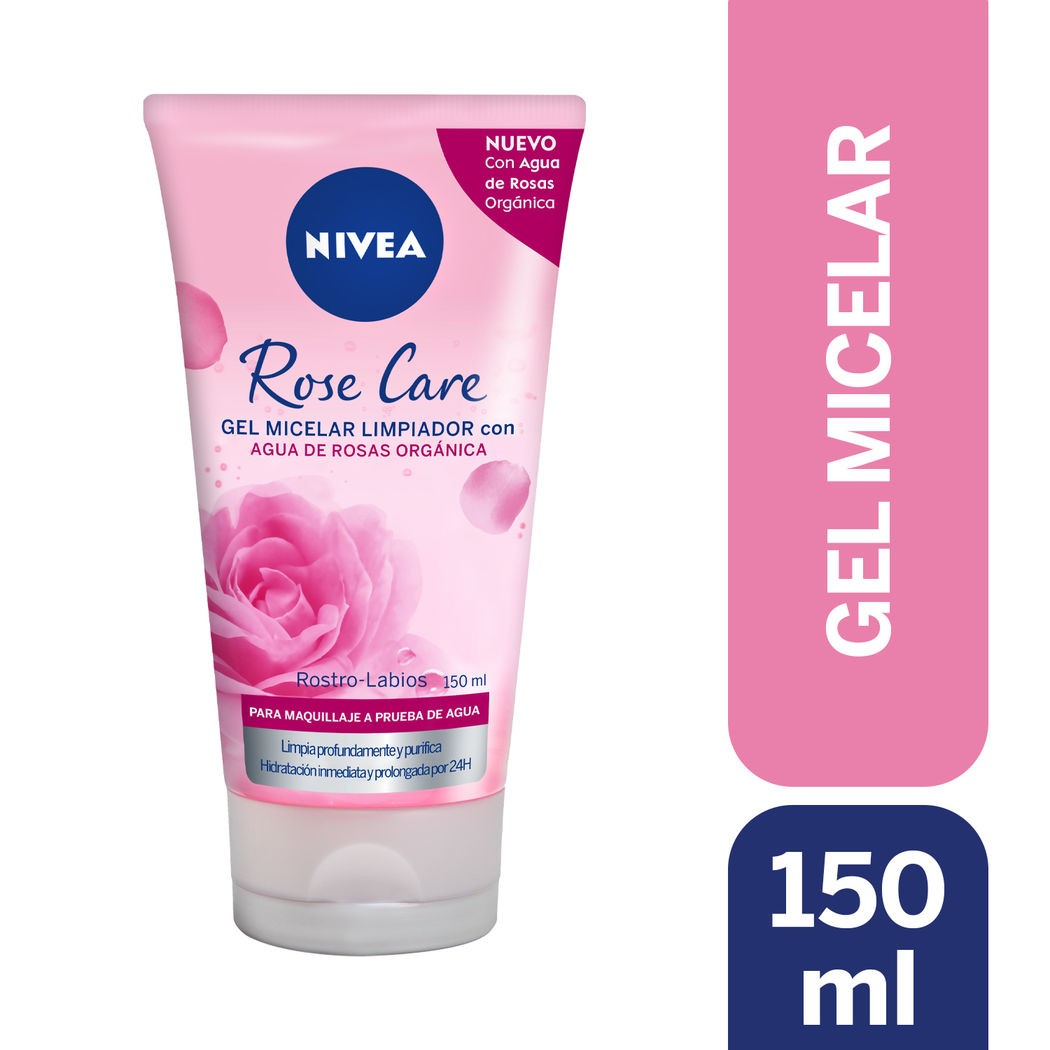 NUEVO
Con Agua
de Rosas
Orgánica
NIVEA
Rose Care
GEL MICELAR LIMPIADOR con
AGUA DE ROSAS ORGÁNICA
Rostro-Labios 150 ml
PARA MAQUILLAJE A PRUEBA DE AGUA
Limpia profundamente y purifica
Hidratación inmediata y prolongada por 24H
GEL MICELAR
150
ml